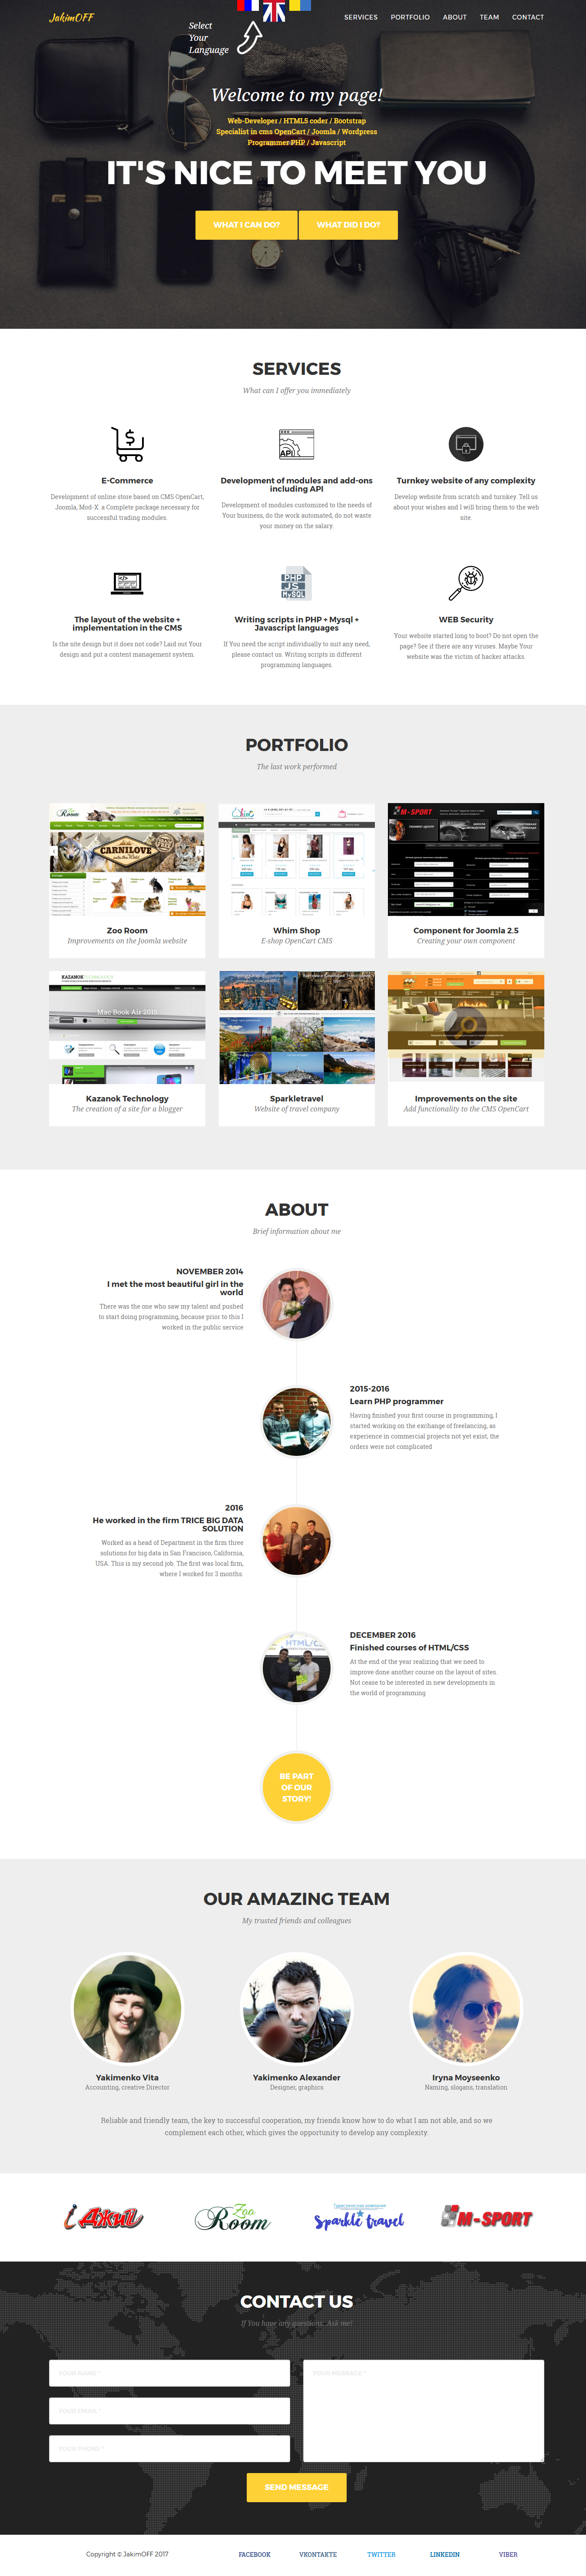 JakimOFF
Select
Your
Language
SERVICES PORTFOLIO ABOUT TEAM CONTACT
Welcome to my page!
Web-Developer / HTML5 coder / Bootstrap
Specialist in cms OpenCart / Joomla / Wordpress
Programmer PHP / Javascript
IT'S NICE TO MEET YOU
WHAT I CAN DO?
WHAT DID I DO?
SERVICES
What can I offer you immediately
E-Commerce
Development of online store based on CMS OpenCart,
Joomla, Mod-X. a Complete package necessary for
successful trading modules.
API
Development of modules and add-ons
including API
Development of modules customized to the needs of
Your business, do the work automated, do not waste
your money on the salary.
Turnkey website of any complexity
Develop website from scratch and turnkey. Tell us
about your wishes and I will bring them to the web
site.
The layout of the website +
implementation in the CMS
Is the site design but it does not code? Laid out Your
design and put a content management system.
PHP
JS
MySQL
Writing scripts in PHP + Mysql +
Javascript languages
If You need the script individually to suit any need,
please contact us. Writing scripts in different
programming languages.
WEB Security
Your website started long to boot? Do not open the
page? See if there are any viruses. Maybe Your
website was the victim of hacker attacks.
PORTFOLIO
The last work performed
CARNILOVE
Zoo Room
Improvements on the Joomla website
Whim Shop
E-shop OpenCart CMS
M-SPORT
Component for Joomla 2.5
Creating your own component
KAZANOK TECHNOLOGY
Mac Book Air 2015
Kazanok Technology
The creation of a site for a blogger
Sparkletravel
Website of travel company
Improvements on the site
Add functionality to the CMS OpenCart
ABOUT
Brief information about me
NOVEMBER 2014
I met the most beautiful girl in the
world
There was the one who saw my talent and pushed
to start doing programming, because prior to this I
worked in the public service
2015-2016
Learn PHP programmer
Having finished your first course in programming, I
started working on the exchange of freelancing, as
experience in commercial projects not yet exist, the
orders were not complicated
2016
He worked in the firm TRICE BIG DATA
SOLUTION
Worked as a head of Department in the firm three
solutions for big data in San Francisco, California,
USA. This is my second job. The first was local firm,
where I worked for 3 months.
DECEMBER 2016
Finished courses of HTML/CSS
At the end of the year realizing that we need to
improve done another course on the layout of sites.
Not cease to be interested in new developments in
the world of programming
BE PART
OF OUR
STORY!
OUR AMAZING TEAM
My trusted friends and colleagues
Yakimenko Vita
Accounting, creative Director
Yakimenko Alexander
Designer, graphics
Iryna Moyseenko
Naming, slogans, translation
Reliable and friendly team, the key to successful cooperation, my friends know how to do what I am not able, and so we
complement each other, which gives the opportunity to develop any complexity.
Джип
Zoo
Room
Туристическая компания
Sparkle travel
M-SPORT
CONTACT US
If You have any questions. Ask me!
YOUR NAME *
YOUR EMAIL *
YOUR PHONE *
YOUR MESSAGE *
SEND MESSAGE
Copyright © JakimOFF 2017
FACEBOOK VKONTAKTE TWITTER LINKEDIN VIBER